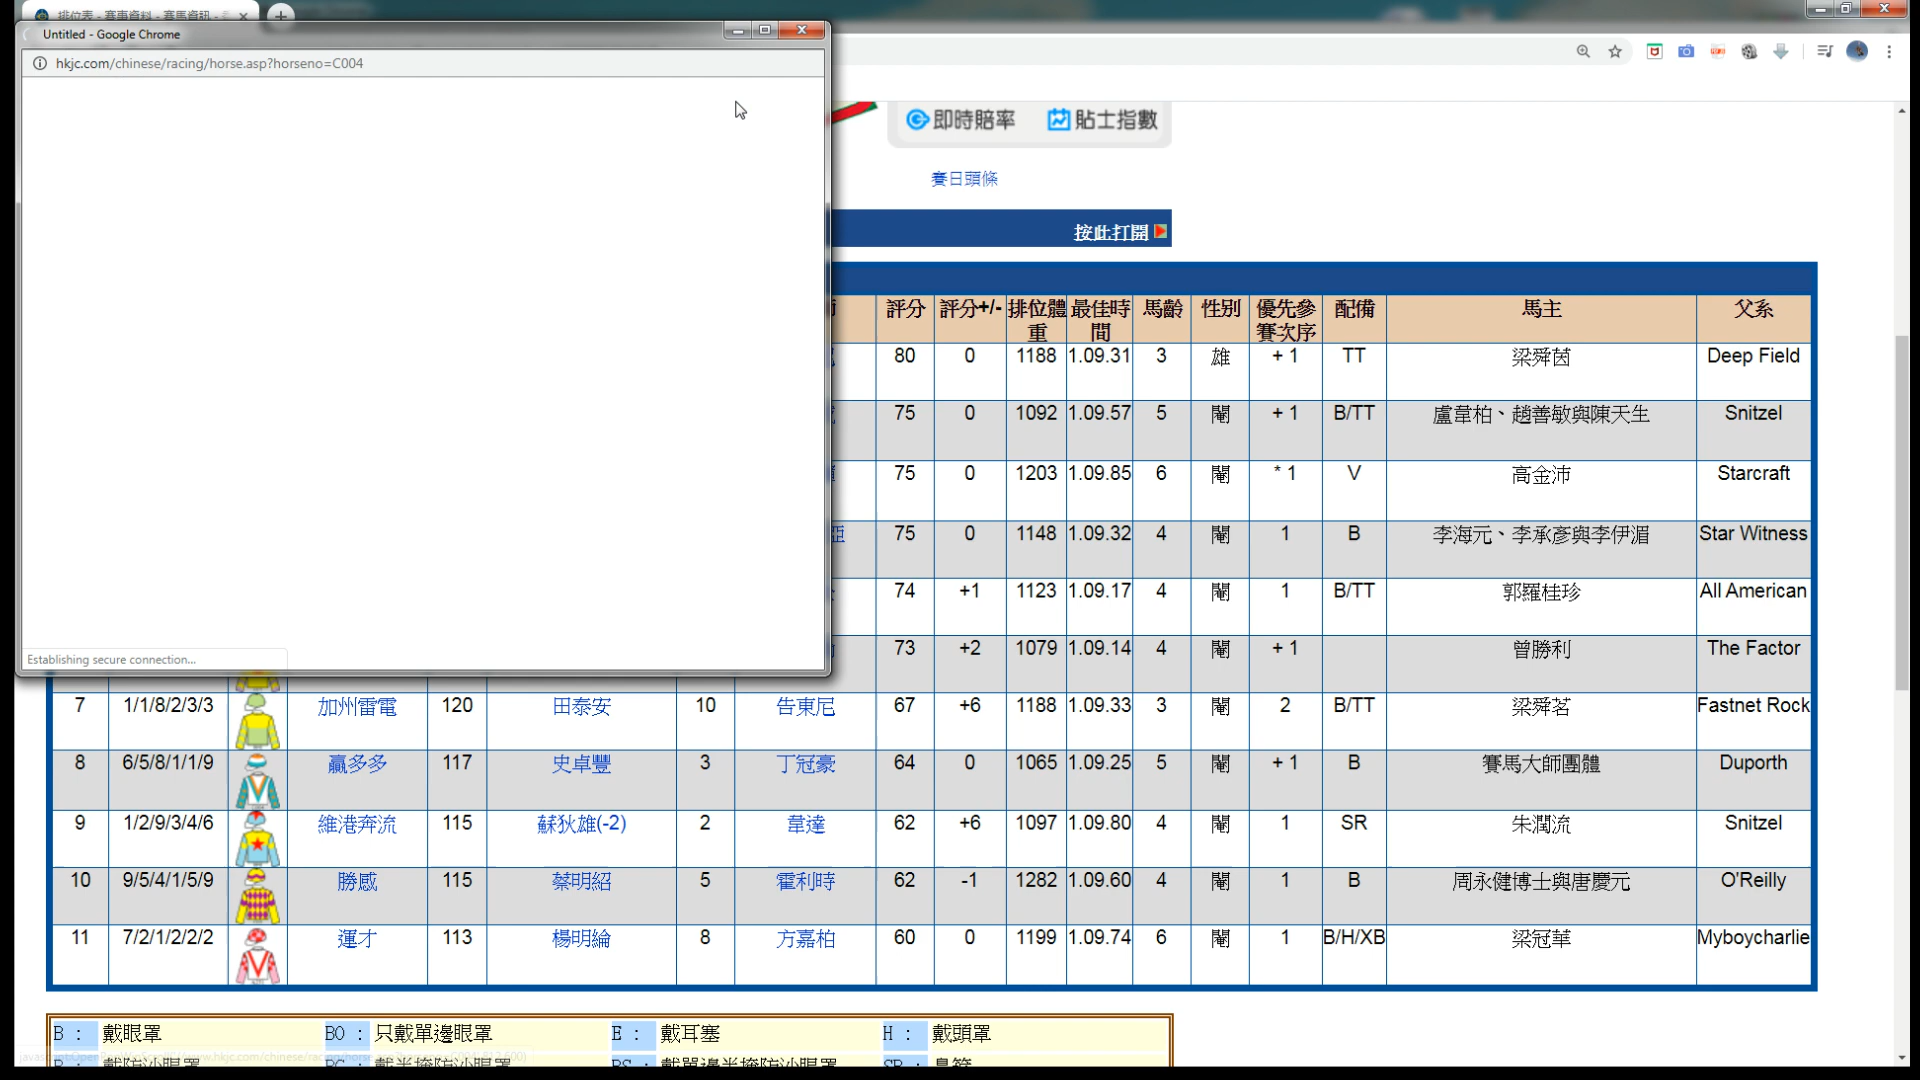 排位表 - 賽事資料 - 賽馬資訊 -
Untitled - Google Chrome
hkjc.com/chinese/racing/horse.asp?horseno=C004
即時賠率 貼士指數
賽日頭條
按此打開
評分 評分+/- 排位體重 最佳時間 馬齡 性別 優先參賽次序 配備 馬主 父系
80 0 1188 1.09.31 3 雄 + 1 TT 梁舜茵 Deep Field
75 0 1092 1.09.57 5 閹 + 1 B/TT 盧韋柏、趙善敏與陳天生 Snitzel
75 0 1203 1.09.85 6 閹 * 1 V 高金沛 Starcraft
75 0 1148 1.09.32 4 閹 1 B 李海元、李承彥與李伊湄 Star Witness
74 +1 1123 1.09.17 4 閹 1 B/TT 郭羅桂珍 All American
73 +2 1079 1.09.14 4 閹 + 1 曾勝利 The Factor
Establishing secure connection...
7 1/1/8/2/3/3 加州雷電 120 田泰安 10 告東尼 67 +6 1188 1.09.33 3 閹 2 B/TT 梁舜茗 Fastnet Rock
8 6/5/8/1/1/9 贏多多 117 史卓豐 3 丁冠豪 64 0 1065 1.09.25 5 閹 + 1 B 賽馬大師團體 Duporth
9 1/2/9/3/4/6 維港奔流 115 蘇狄雄(-2) 2 韋達 62 +6 1097 1.09.80 4 閹 1 SR 朱潤流 Snitzel
10 9/5/4/1/5/9 勝感 115 蔡明紹 5 霍利時 62 -1 1282 1.09.60 4 閹 1 B 周永健博士與唐慶元 O'Reilly
11 7/2/1/2/2/2 運才 113 楊明綸 8 方嘉柏 60 0 1199 1.09.74 6 閹 1 B/H/XB 梁冠華 Myboycharlie
B : 戴眼罩 BO : 只戴單邊眼罩 E : 戴耳塞 H : 戴頭罩